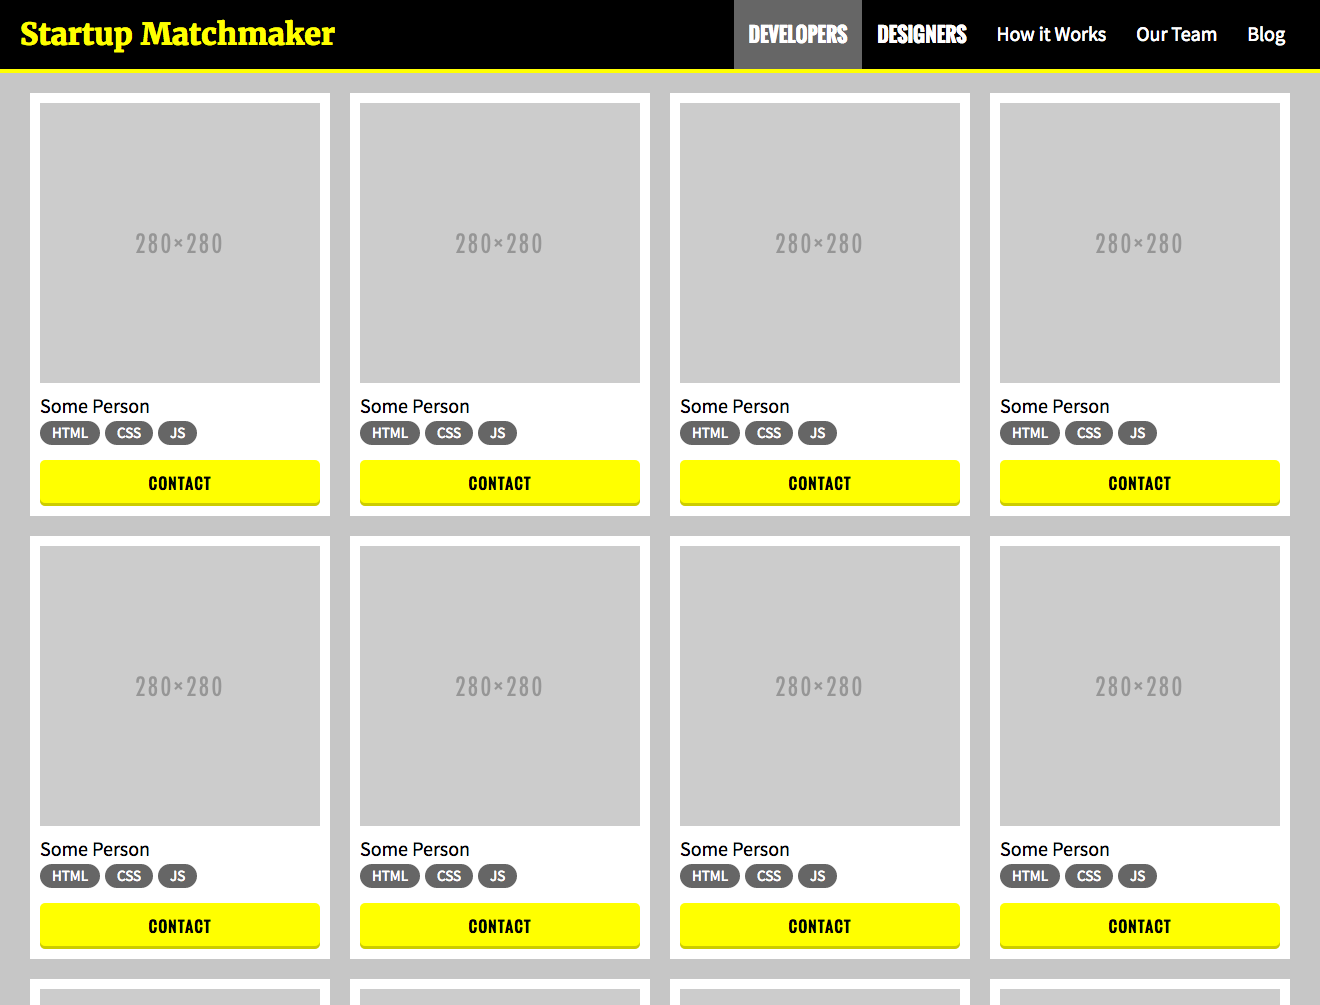 Startup Matchmaker DEVELOPERS DESIGNERS How it Works Our Team Blog
280×280 280×280 280×280 280×280
Some Person Some Person Some Person Some Person
HTML CSS JS HTML CSS JS HTML CSS JS HTML CSS JS
CONTACT CONTACT CONTACT CONTACT
280×280 280×280 280×280 280×280
Some Person Some Person Some Person Some Person
HTML CSS JS HTML CSS JS HTML CSS JS HTML CSS JS
CONTACT CONTACT CONTACT CONTACT